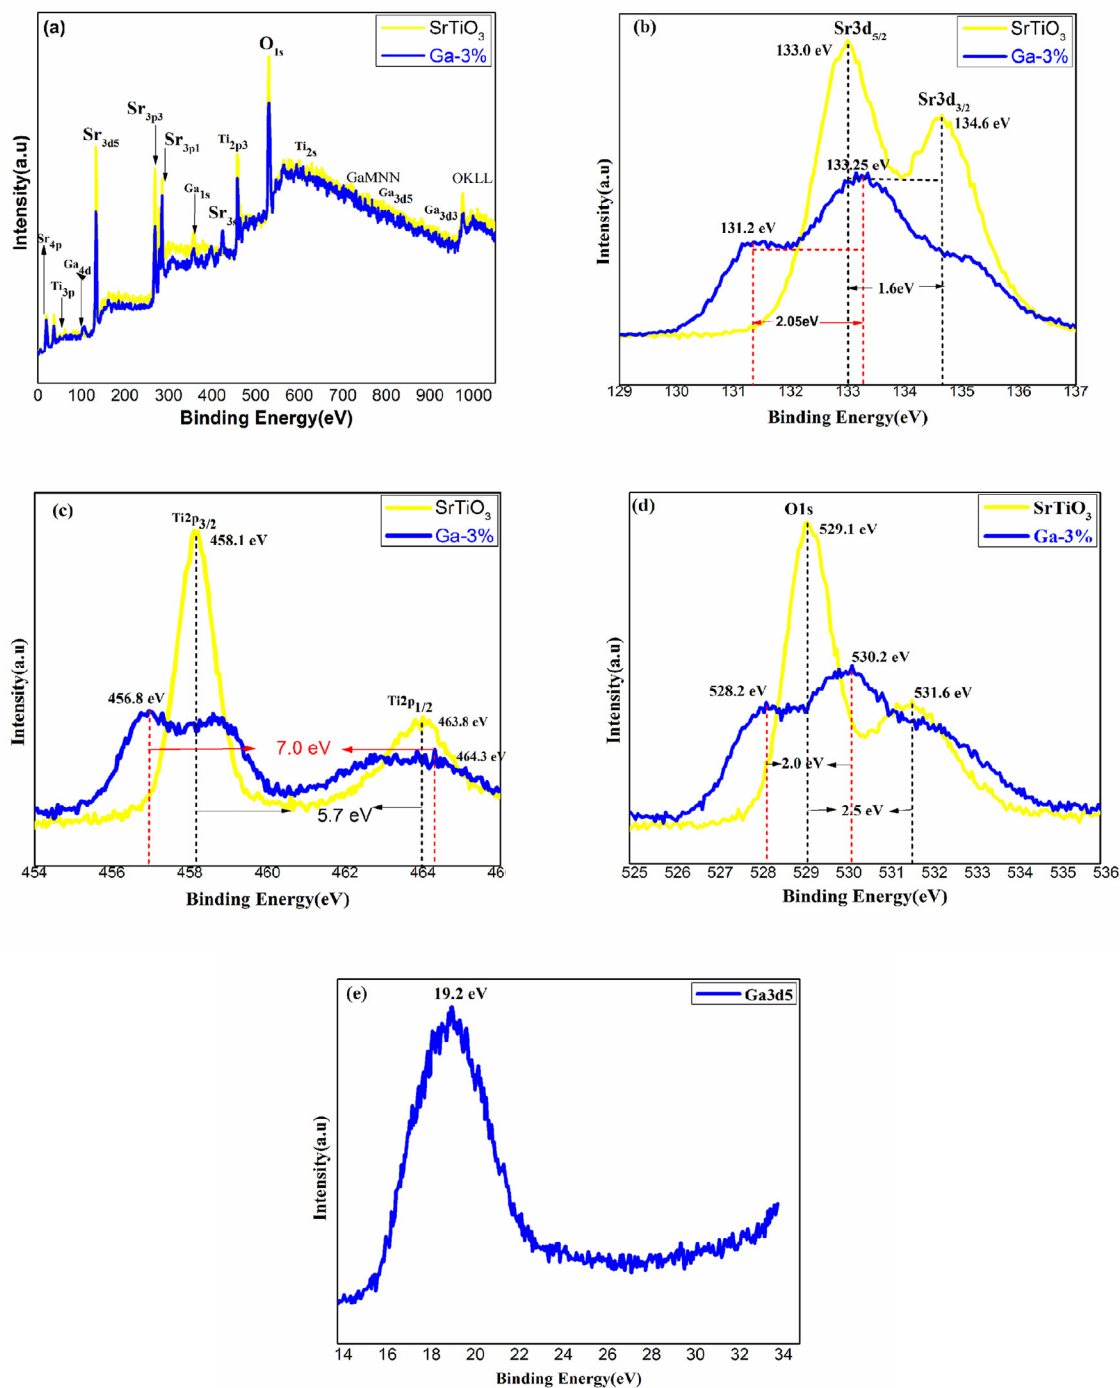 (a)
SrTiO₃
Ga-3%
O₁ₛ
Sr₃ₚ₃
Sr₃d₅
Sr₃ₚ₁
Ti₂ₚ₃
Ti₂ₛ
GaMNN
OKLL
Ga₁ₛ
Ga₃d₅
Sr₃ₛ
Ga₃d₃
Sr₄ₚ
Ga₄d
Ti₃ₚ
Intensity(a.u)
0 100 200 300 400 500 600 700 800 900 1000
Binding Energy(eV)
(b)
Sr3d₅/₂
SrTiO₃
Ga-3%
133.0 eV
Sr3d₃/₂
134.6 eV
133.25 eV
131.2 eV
1.6eV
2.05eV
Intensity(a.u)
129 130 131 132 133 134 135 136 137
Binding Energy(eV)
(c)
Ti2p₃/₂
SrTiO₃
Ga-3%
458.1 eV
456.8 eV
Ti2p₁/₂
463.8 eV
7.0 eV
464.3 eV
5.7 eV
Intensity(a.u)
454 456 458 460 462 464 46
Binding Energy(eV)
(d)
O1s
SrTiO₃
Ga-3%
529.1 eV
530.2 eV
528.2 eV
531.6 eV
2.0 eV
2.5 eV
Intensity(a.u)
525 526 527 528 529 530 531 532 533 534 535 536
Binding Energy(eV)
(e)
19.2 eV
Ga3d5
Intensity(a.u)
14 16 18 20 22 24 26 28 30 32 34
Binding Energy(eV)